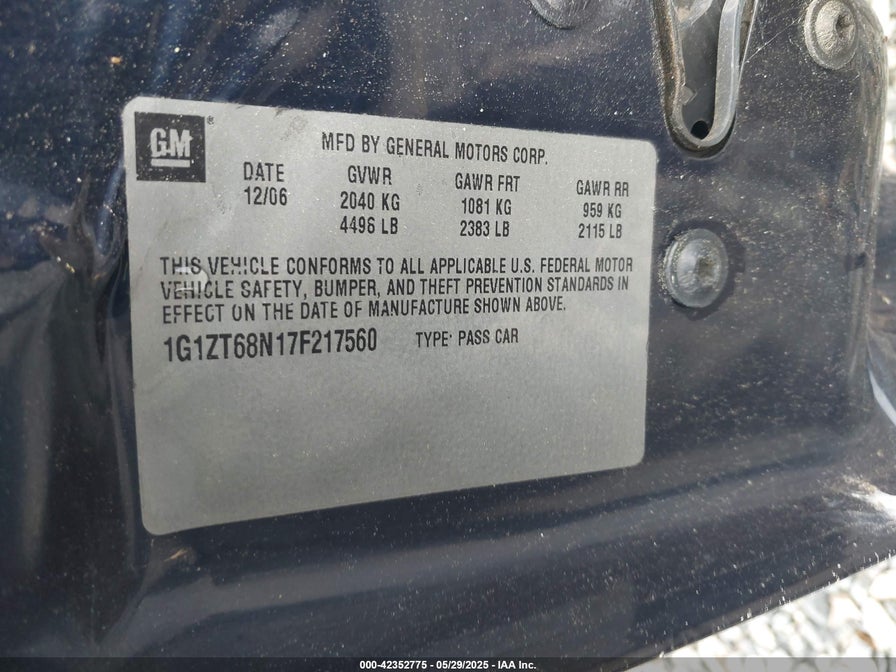 GM®
MFD BY GENERAL MOTORS CORP.
DATE GVWR GAWR FRT GAWR RR
12/06 2040 KG 1081 KG 959 KG
4496 LB 2383 LB 2115 LB
THIS VEHICLE CONFORMS TO ALL APPLICABLE U.S. FEDERAL MOTOR
VEHICLE SAFETY, BUMPER, AND THEFT PREVENTION STANDARDS IN
EFFECT ON THE DATE OF MANUFACTURE SHOWN ABOVE.
1G1ZT68N17F217560 TYPE: PASS CAR
000-42352775 - 05/29/2025 - IAA Inc.